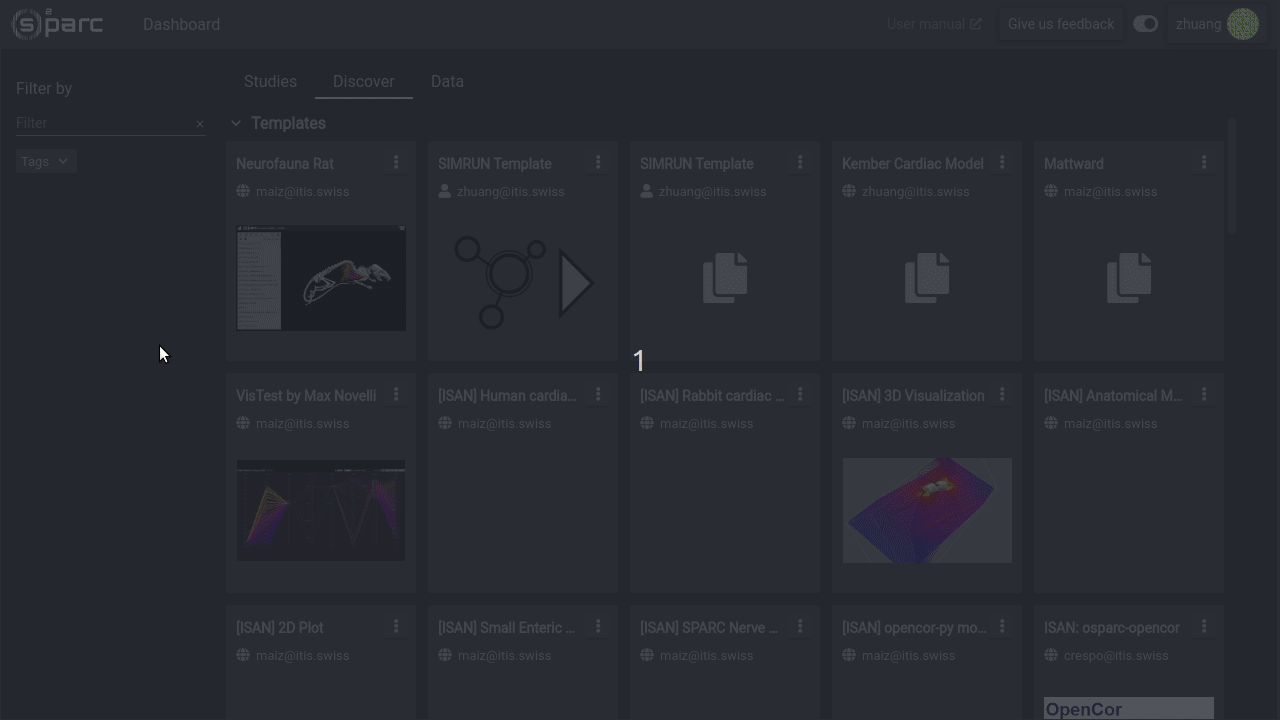 s2parc
Dashboard
User manual
Give us feedback
zhuang
Filter by
Studies
Discover
Data
Filter
Tags
Templates
Neurofauna Rat
maiz@itis.swiss
SIMRUN Template
zhuang@itis.swiss
SIMRUN Template
zhuang@itis.swiss
Kember Cardiac Model
zhuang@itis.swiss
Mattward
maiz@itis.swiss
1
VisTest by Max Novelli
maiz@itis.swiss
[ISAN] Human cardia...
maiz@itis.swiss
[ISAN] Rabbit cardiac ...
maiz@itis.swiss
[ISAN] 3D Visualization
maiz@itis.swiss
[ISAN] Anatomical M...
maiz@itis.swiss
[ISAN] 2D Plot
maiz@itis.swiss
[ISAN] Small Enteric ...
maiz@itis.swiss
[ISAN] SPARC Nerve ...
maiz@itis.swiss
[ISAN] opencor-py mo...
maiz@itis.swiss
ISAN: osparc-opencor
crespo@itis.swiss
OpenCor